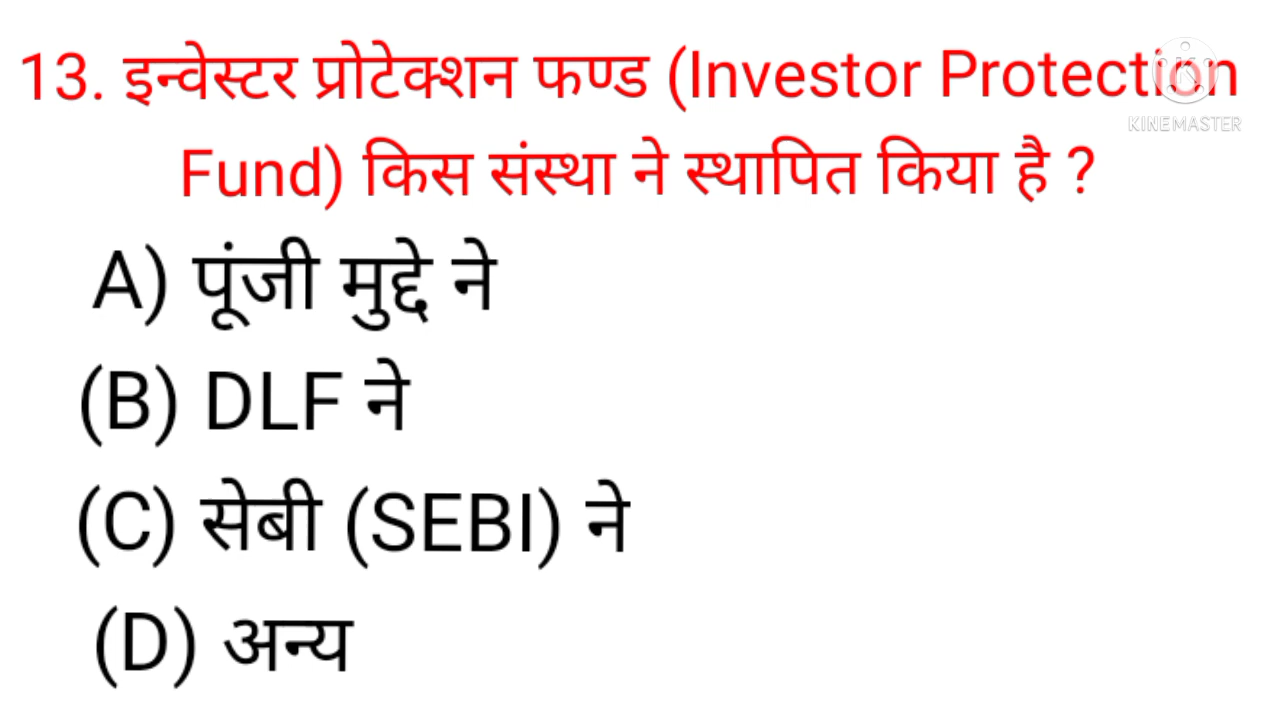 13. इन्वेस्टर प्रोटेक्शन फण्ड (Investor Protection
KINEMASTER
Fund) किस संस्था ने स्थापित किया है ?
A) पूंजी मुद्दे ने
(B) DLF ने
(C) सेबी (SEBI) ने
(D) अन्य